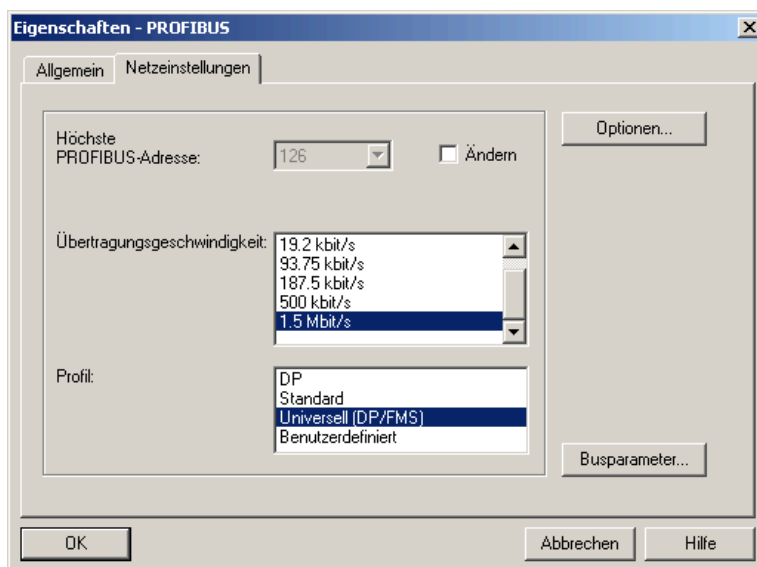 Eigenschaften - PROFIBUS
Allgemein
Netzeinstellungen
Höchste
PROFIBUS-Adresse:
126
Ändern
Optionen...
Übertragungsgeschwindigkeit:
19.2 kbit/s
93.75 kbit/s
187.5 kbit/s
500 kbit/s
1.5 Mbit/s
Profil:
DP
Standard
Universell (DP/FMS)
Benutzerdefiniert
Busparameter...
OK
Abbrechen
Hilfe